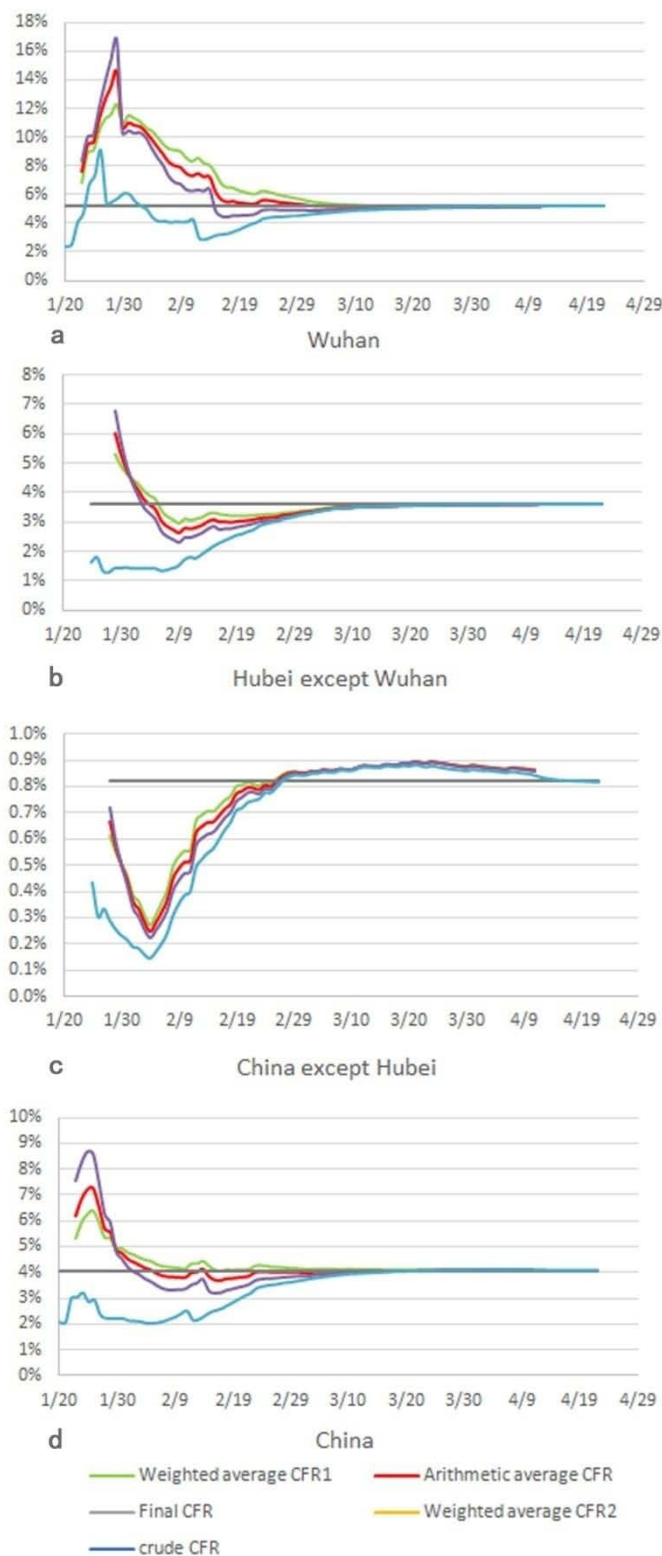 18%
16%
14%
12%
10%
8%
6%
4%
2%
0%
1/20 1/30 2/9 2/19 2/29 3/10 3/20 3/30 4/9 4/19 4/29
a
Wuhan
8%
7%
6%
5%
4%
3%
2%
1%
0%
1/20 1/30 2/9 2/19 2/29 3/10 3/20 3/30 4/9 4/19 4/29
b
Hubei except Wuhan
1.0%
0.9%
0.8%
0.7%
0.6%
0.5%
0.4%
0.3%
0.2%
0.1%
0.0%
1/20 1/30 2/9 2/19 2/29 3/10 3/20 3/30 4/9 4/19 4/29
c
China except Hubei
10%
9%
8%
7%
6%
5%
4%
3%
2%
1%
0%
1/20 1/30 2/9 2/19 2/29 3/10 3/20 3/30 4/9 4/19 4/29
d
China
Weighted average CFR1 Arithmetic average CFR
Final CFR Weighted average CFR2
crude CFR